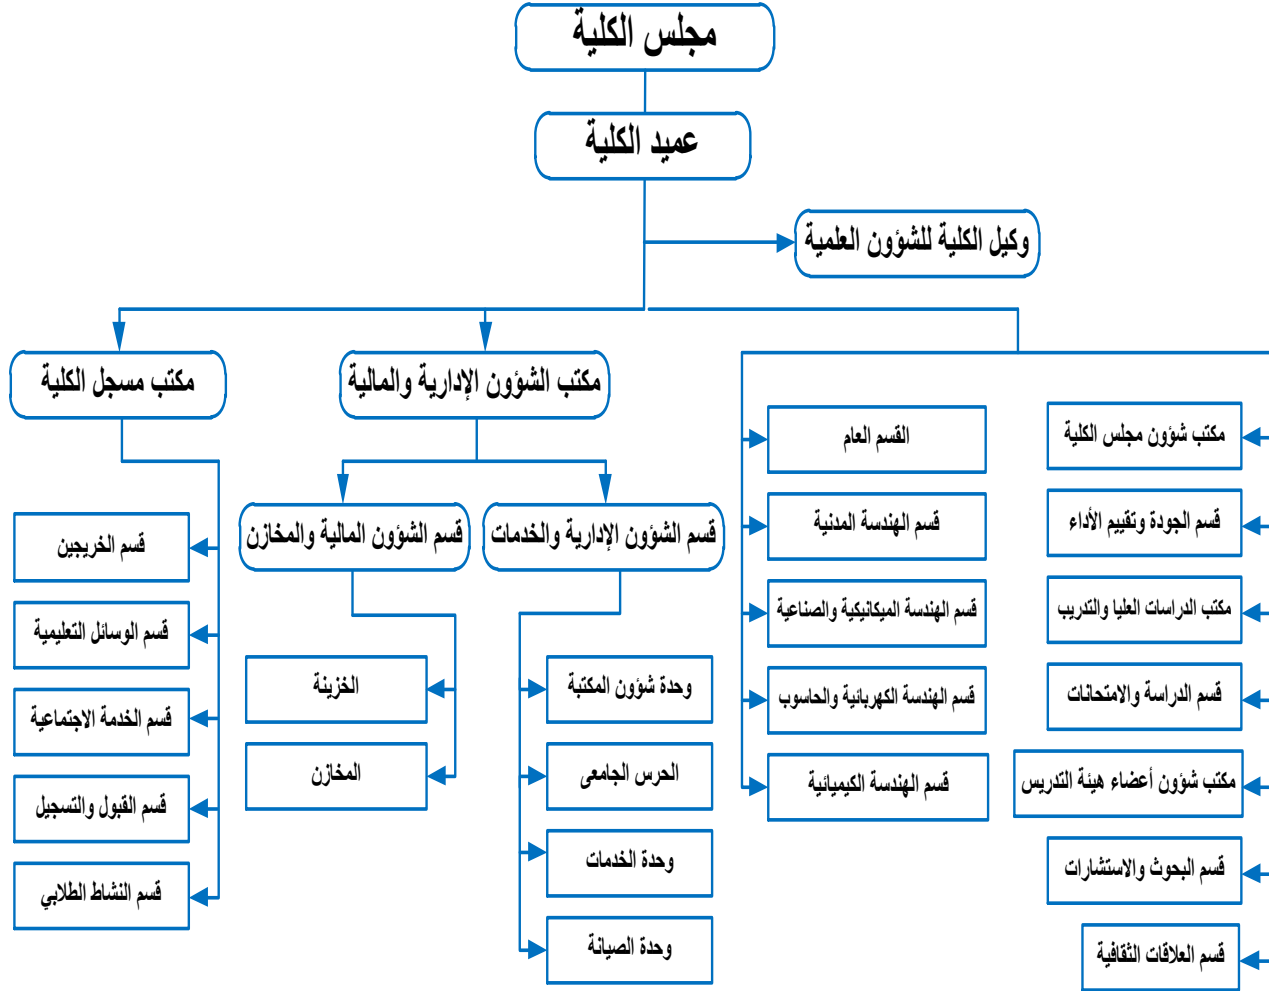 مجلس الكلية
عميد الكلية
وكيل الكلية للشؤون العلمية
مكتب شؤون مجلس الكلية
قسم الجودة وتقييم الأداء
مكتب الدراسات العليا والتدريب
قسم الدراسة والامتحانات
مكتب شؤون أعضاء هيئة التدريس
قسم البحوث والاستشارات
قسم العلاقات الثقافية
القسم العام
قسم الهندسة المدنية
قسم الهندسة الميكانيكية والصناعية
قسم الهندسة الكهربائية والحاسوب
قسم الهندسة الكيميائية
مكتب الشؤون الإدارية والمالية
قسم الشؤون الإدارية والخدمات
وحدة شؤون المكتبة
الحرس الجامعى
وحدة الخدمات
وحدة الصيانة
قسم الشؤون المالية والمخازن
الخزينة
المخازن
مكتب مسجل الكلية
قسم الخريجين
قسم الوسائل التعليمية
قسم الخدمة الاجتماعية
قسم القبول والتسجيل
قسم النشاط الطلابي